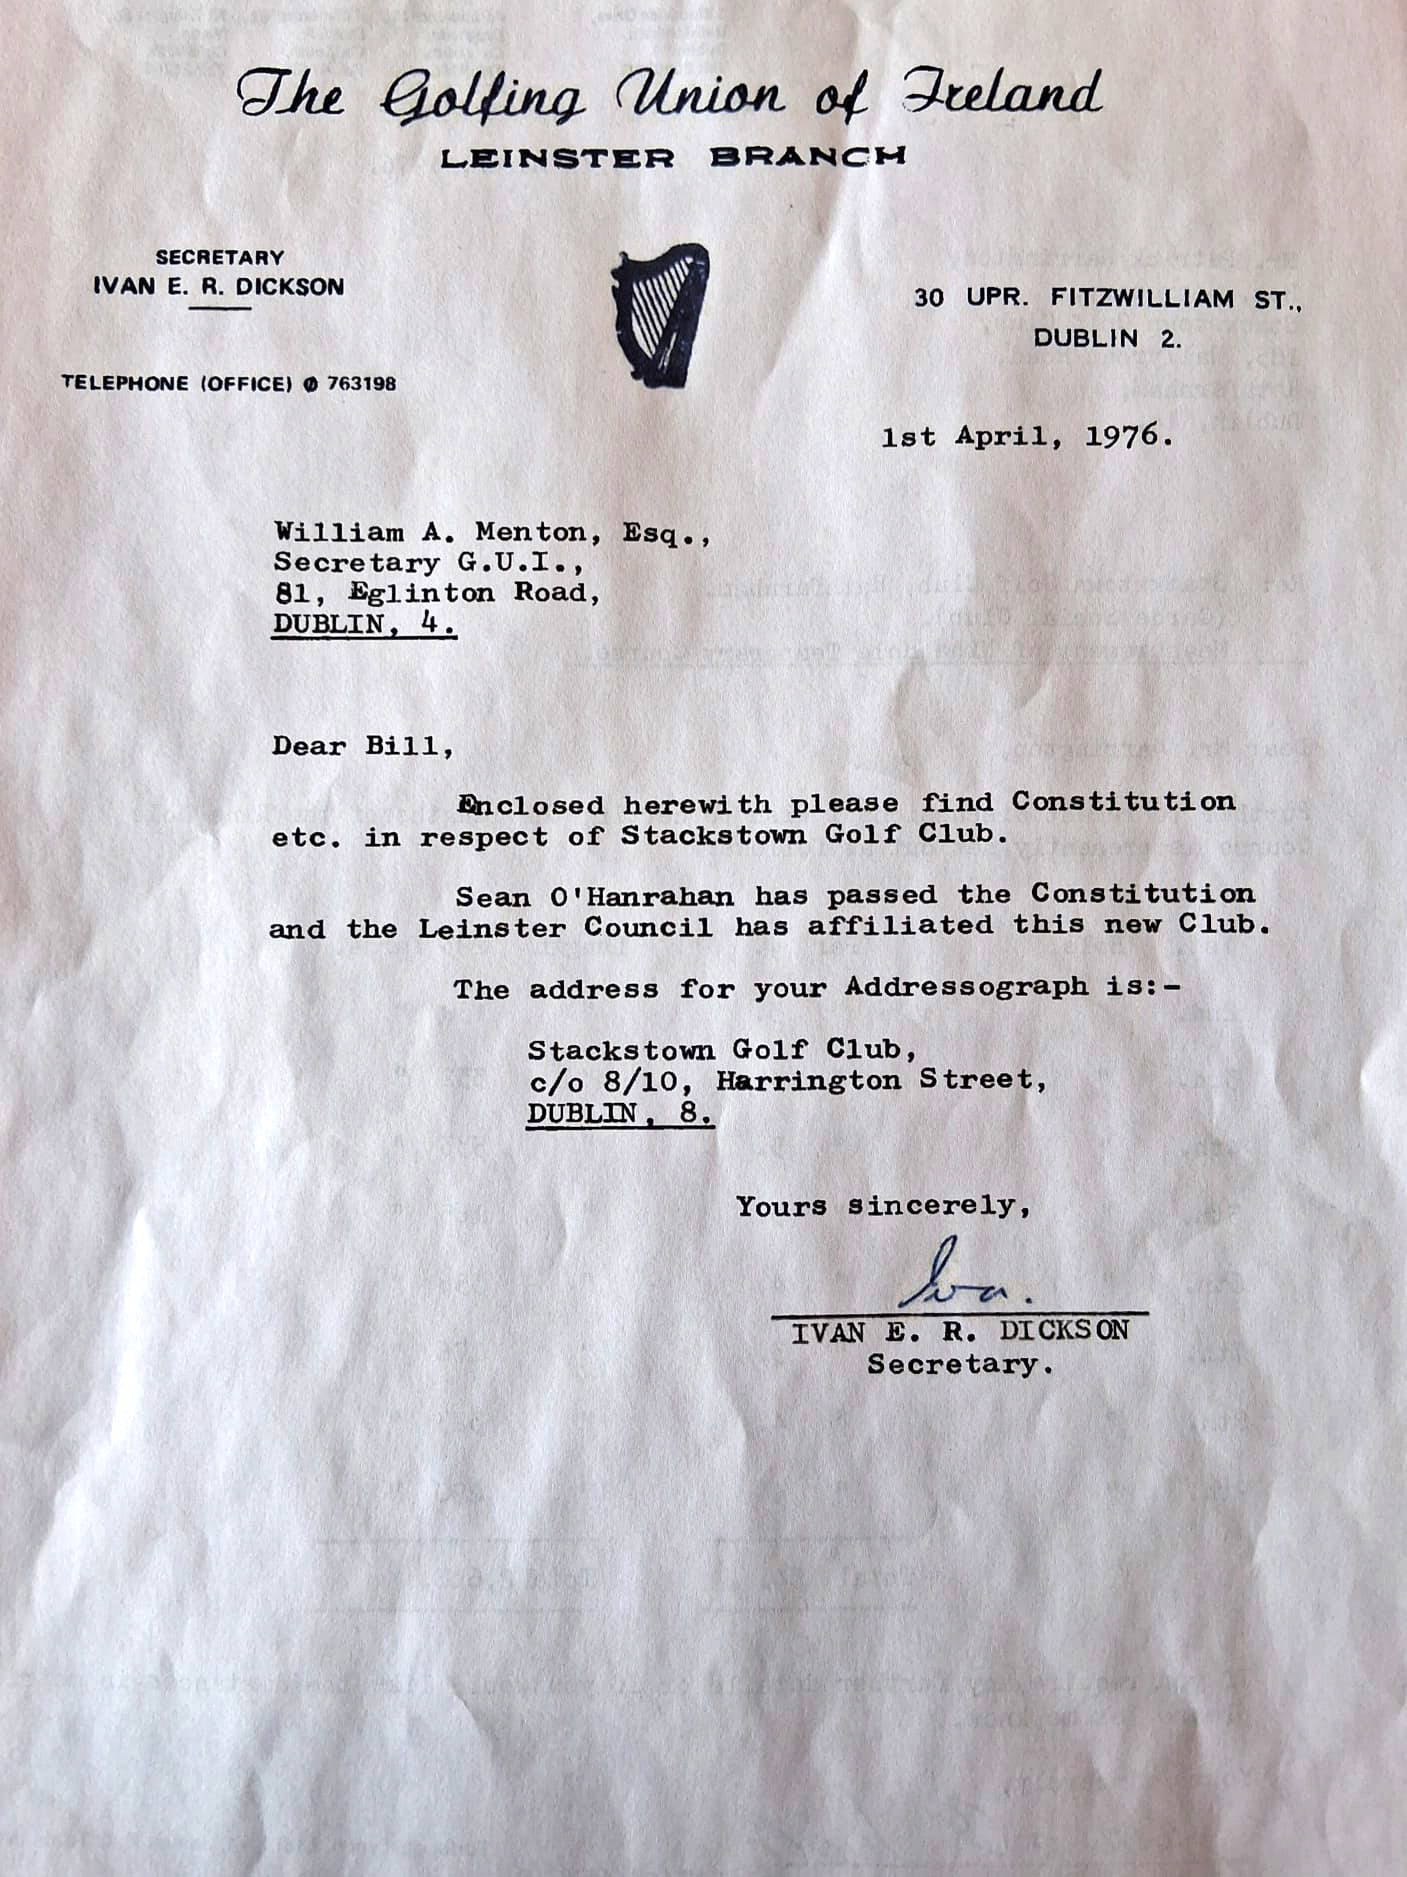 The Golfing Union of Ireland
LEINSTER BRANCH
SECRETARY
IVAN E. R. DICKSON
TELEPHONE (OFFICE) Ø 763198
30 UPR. FITZWILLIAM ST.,
DUBLIN 2.
1st April, 1976.
William A. Menton, Esq.,
Secretary G.U.I.,
81, Eglinton Road,
DUBLIN, 4.
Dear Bill,
Enclosed herewith please find Constitution
etc. in respect of Stackstown Golf Club.
Sean O'Hanrahan has passed the Constitution
and the Leinster Council has affiliated this new Club.
The address for your Addressograph is:-
Stackstown Golf Club,
c/o 8/10, Harrington Street,
DUBLIN, 8.
Yours sincerely,
Ivan.
IVAN E. R. DICKSON
Secretary.